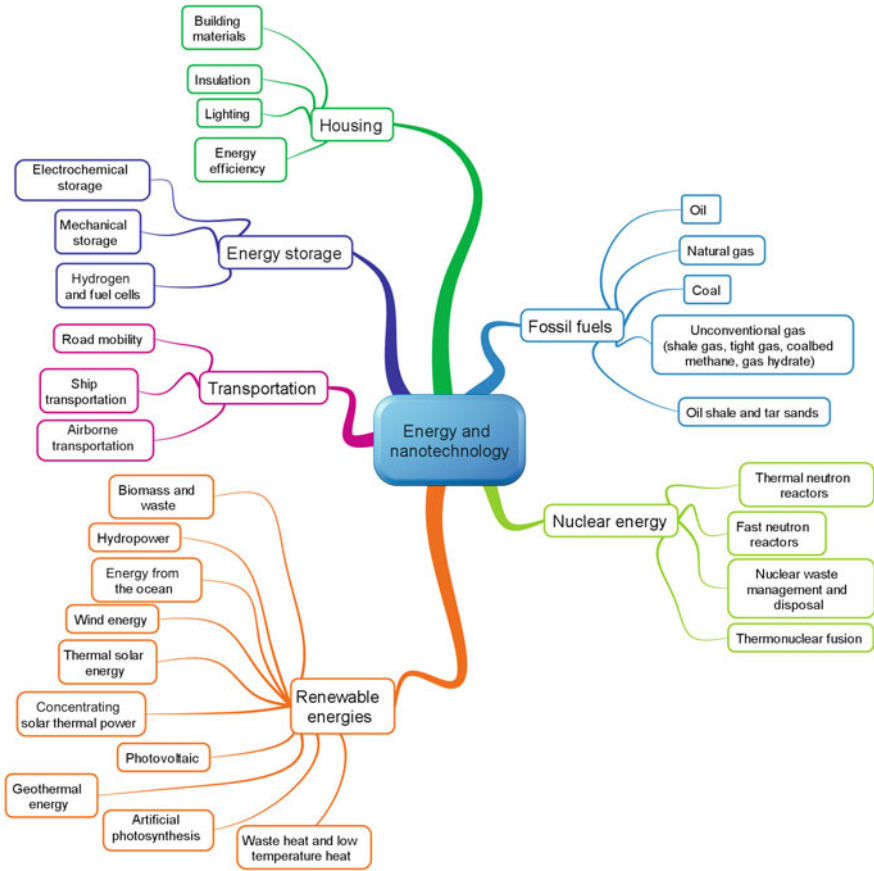 Building
materials
Insulation
Lighting
Energy
efficiency
Housing
Electrochemical
storage
Mechanical
storage
Hydrogen
and fuel cells
Energy storage
Road mobility
Ship
transportation
Airborne
transportation
Transportation
Energy and
nanotechnology
Oil
Natural gas
Coal
Unconventional gas
(shale gas, tight gas, coalbed
methane, gas hydrate)
Oil shale and tar sands
Fossil fuels
Thermal neutron
reactors
Fast neutron
reactors
Nuclear waste
management and
disposal
Thermonuclear fusion
Nuclear energy
Biomass and
waste
Hydropower
Energy from
the ocean
Wind energy
Thermal solar
energy
Concentrating
solar thermal power
Photovoltaic
Geothermal
energy
Artificial
photosynthesis
Waste heat and low
temperature heat
Renewable
energies